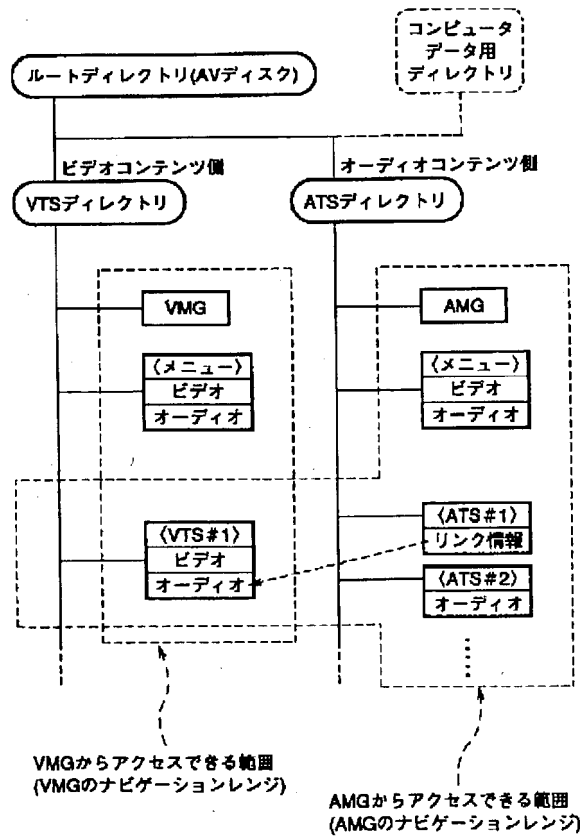 コンピュータ
データ用
ディレクトリ
ルートディレクトリ(AVディスク)
ビデオコンテンツ側
オーディオコンテンツ側
VTSディレクトリ
ATSディレクトリ
VMG
AMG
〈メニュー〉
ビデオ
オーディオ
〈メニュー〉
ビデオ
オーディオ
〈VTS#1〉
ビデオ
オーディオ
〈ATS#1〉
リンク情報
〈ATS#2〉
オーディオ
VMGからアクセスできる範囲
(VMGのナビゲーションレンジ)
AMGからアクセスできる範囲
(AMGのナビゲーションレンジ)